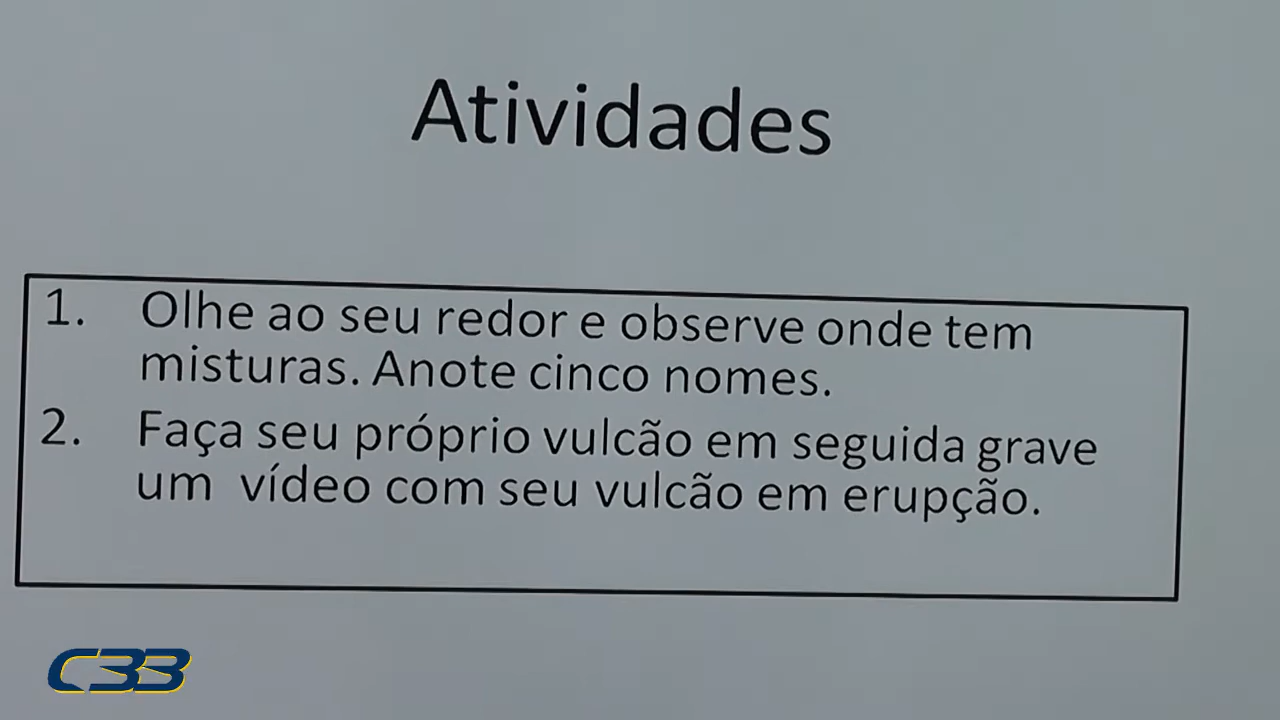 Atividades
1. Olhe ao seu redor e observe onde tem
misturas. Anote cinco nomes.
2. Faça seu próprio vulcão em seguida grave
um vídeo com seu vulcão em erupção.
C33